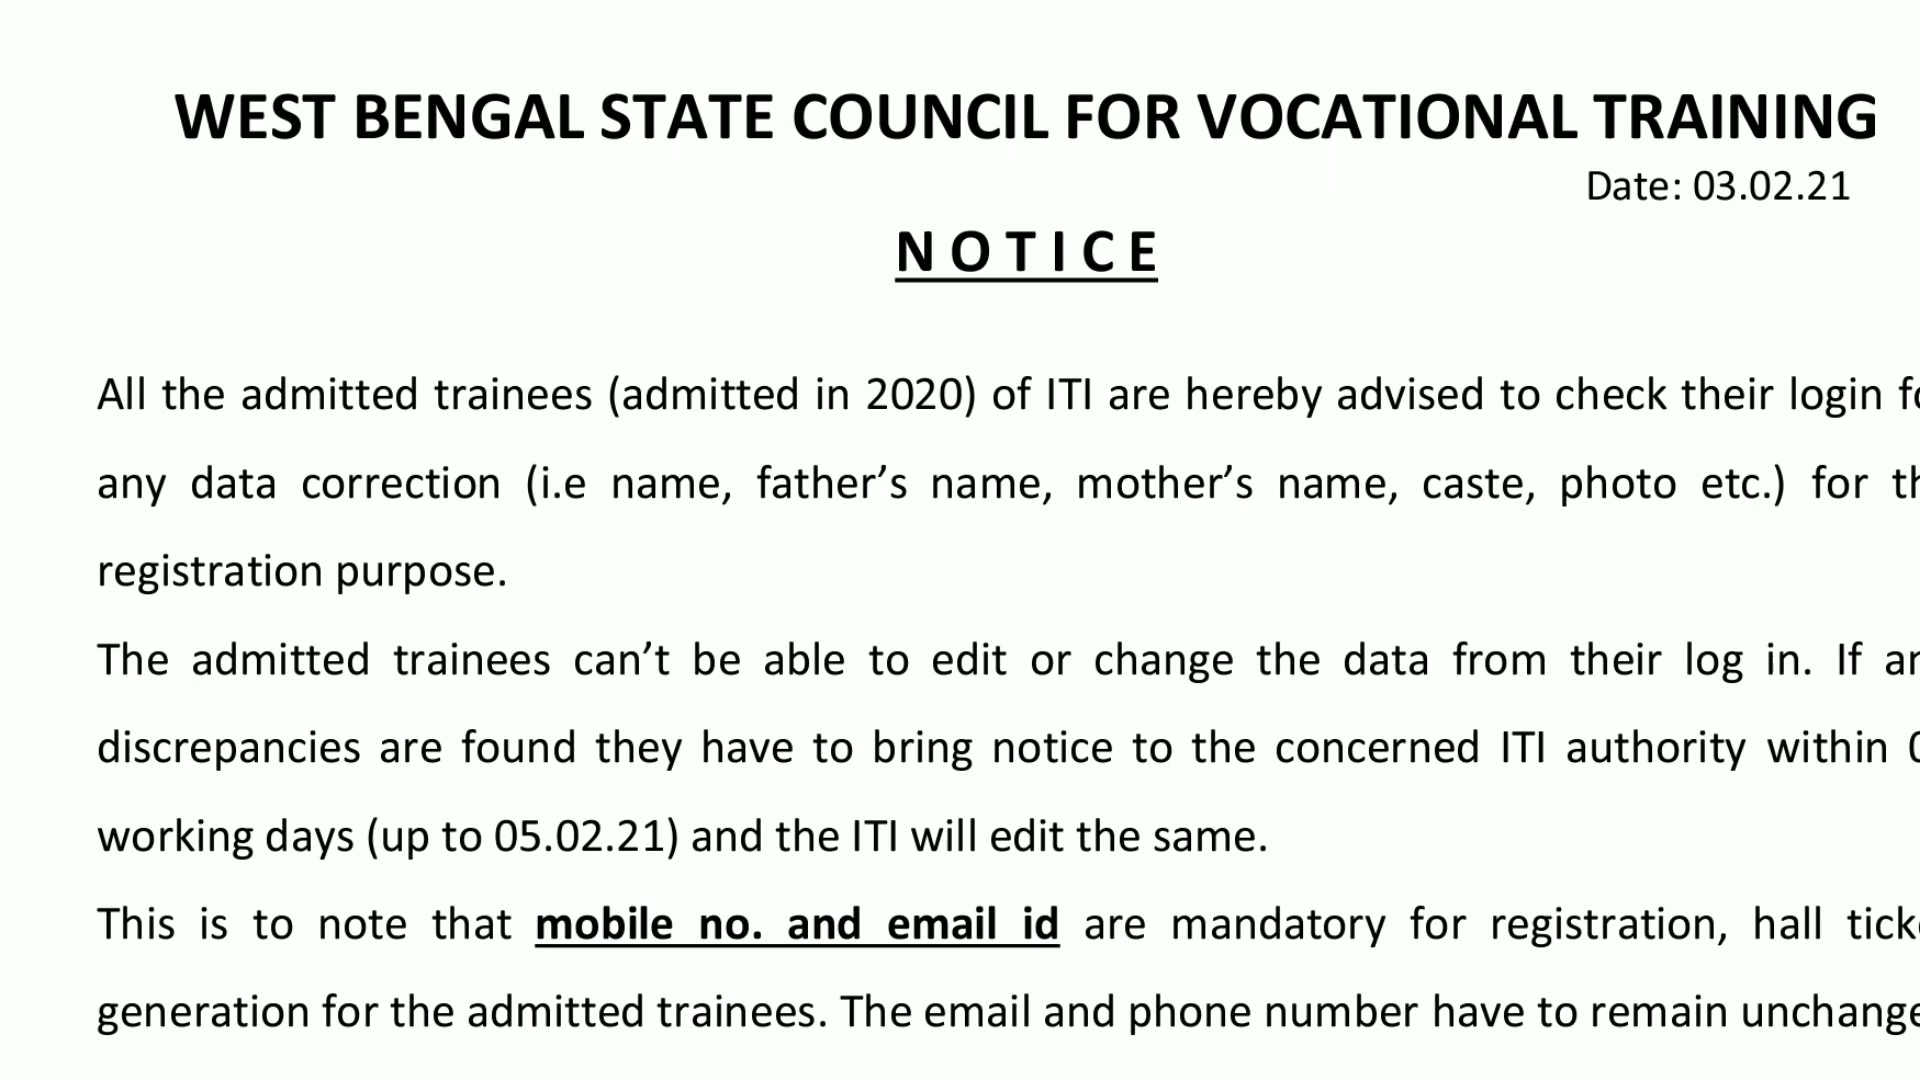 WEST BENGAL STATE COUNCIL FOR VOCATIONAL TRAINING
Date: 03.02.21
N O T I C E
All the admitted trainees (admitted in 2020) of ITI are hereby advised to check their login
any data correction (i.e name, father’s name, mother’s name, caste, photo etc.) for
registration purpose.
The admitted trainees can’t be able to edit or change the data from their log in. If
discrepancies are found they have to bring notice to the concerned ITI authority within
working days (up to 05.02.21) and the ITI will edit the same.
This is to note that mobile no. and email id are mandatory for registration, hall
generation for the admitted trainees. The email and phone number have to remain